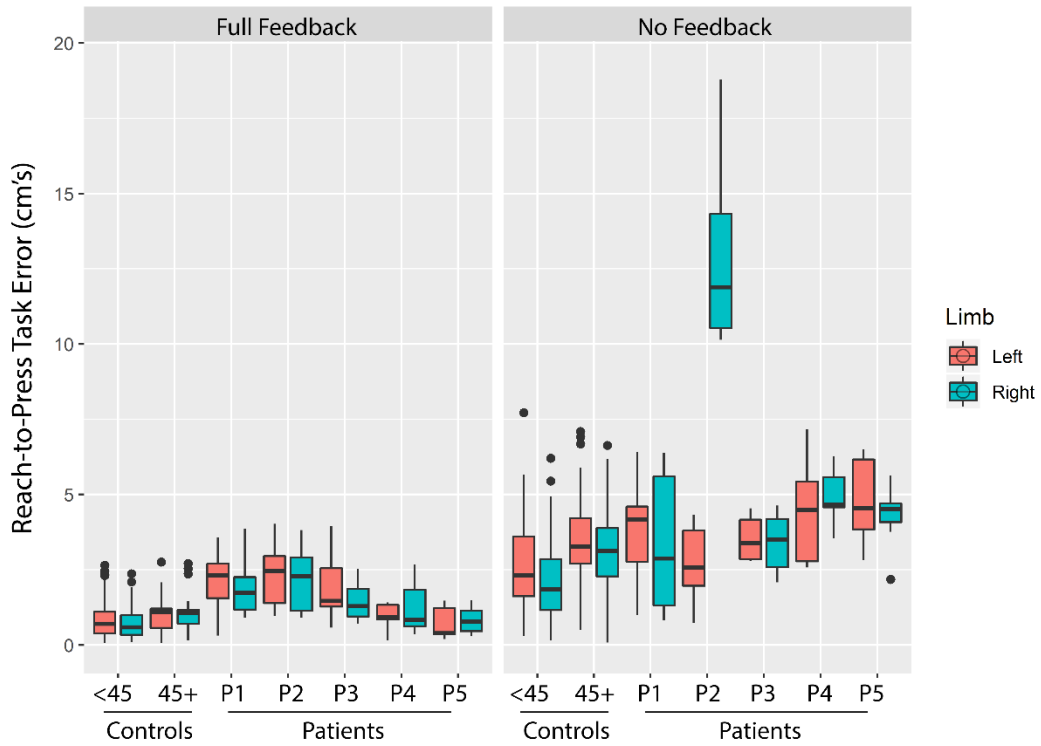 Full Feedback
No Feedback
Reach-to-Press Task Error (cm's)
20
15
10
5
0
<45 45+ P1 P2 P3 P4 P5
Controls Patients
<45 45+ P1 P2 P3 P4 P5
Controls Patients
Limb
Left
Right